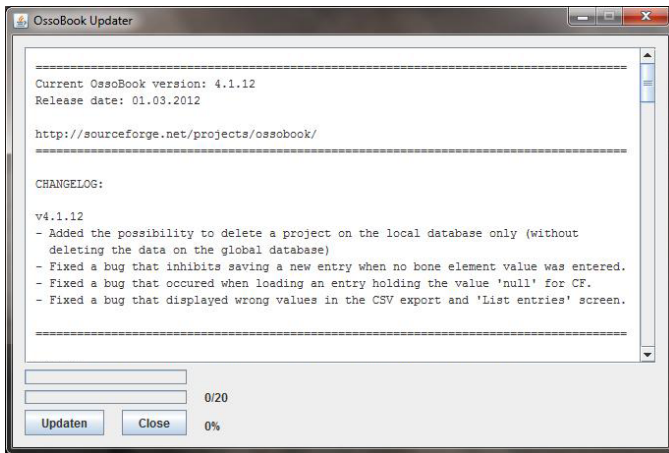 OssoBook Updater
================================================================================
Current OssoBook version: 4.1.12
Release date: 01.03.2012
http://sourceforge.net/projects/ossobook/
================================================================================
CHANGELOG:
v4.1.12
- Added the possibility to delete a project on the local database only (without
deleting the data on the global database)
- Fixed a bug that inhibits saving a new entry when no bone element value was entered.
- Fixed a bug that occured when loading an entry holding the value 'null' for CF.
- Fixed a bug that displayed wrong values in the CSV export and 'List entries' screen.
================================================================================
0/20
Updaten Close 0%